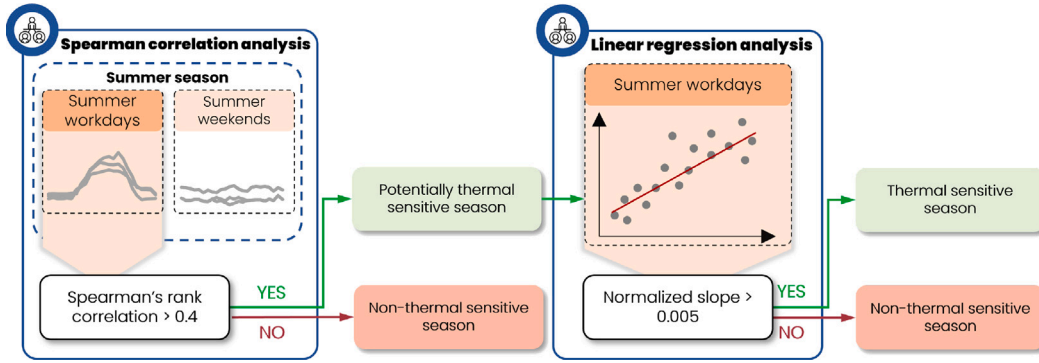 Spearman correlation analysis
Summer season
Summer
workdays
Summer
weekends
Spearman's rank
correlation > 0.4
YES
NO
Potentially thermal
sensitive season
Non-thermal sensitive
season
Linear regression analysis
Summer workdays
Normalized slope >
0.005
YES
NO
Thermal sensitive
season
Non-thermal sensitive
season